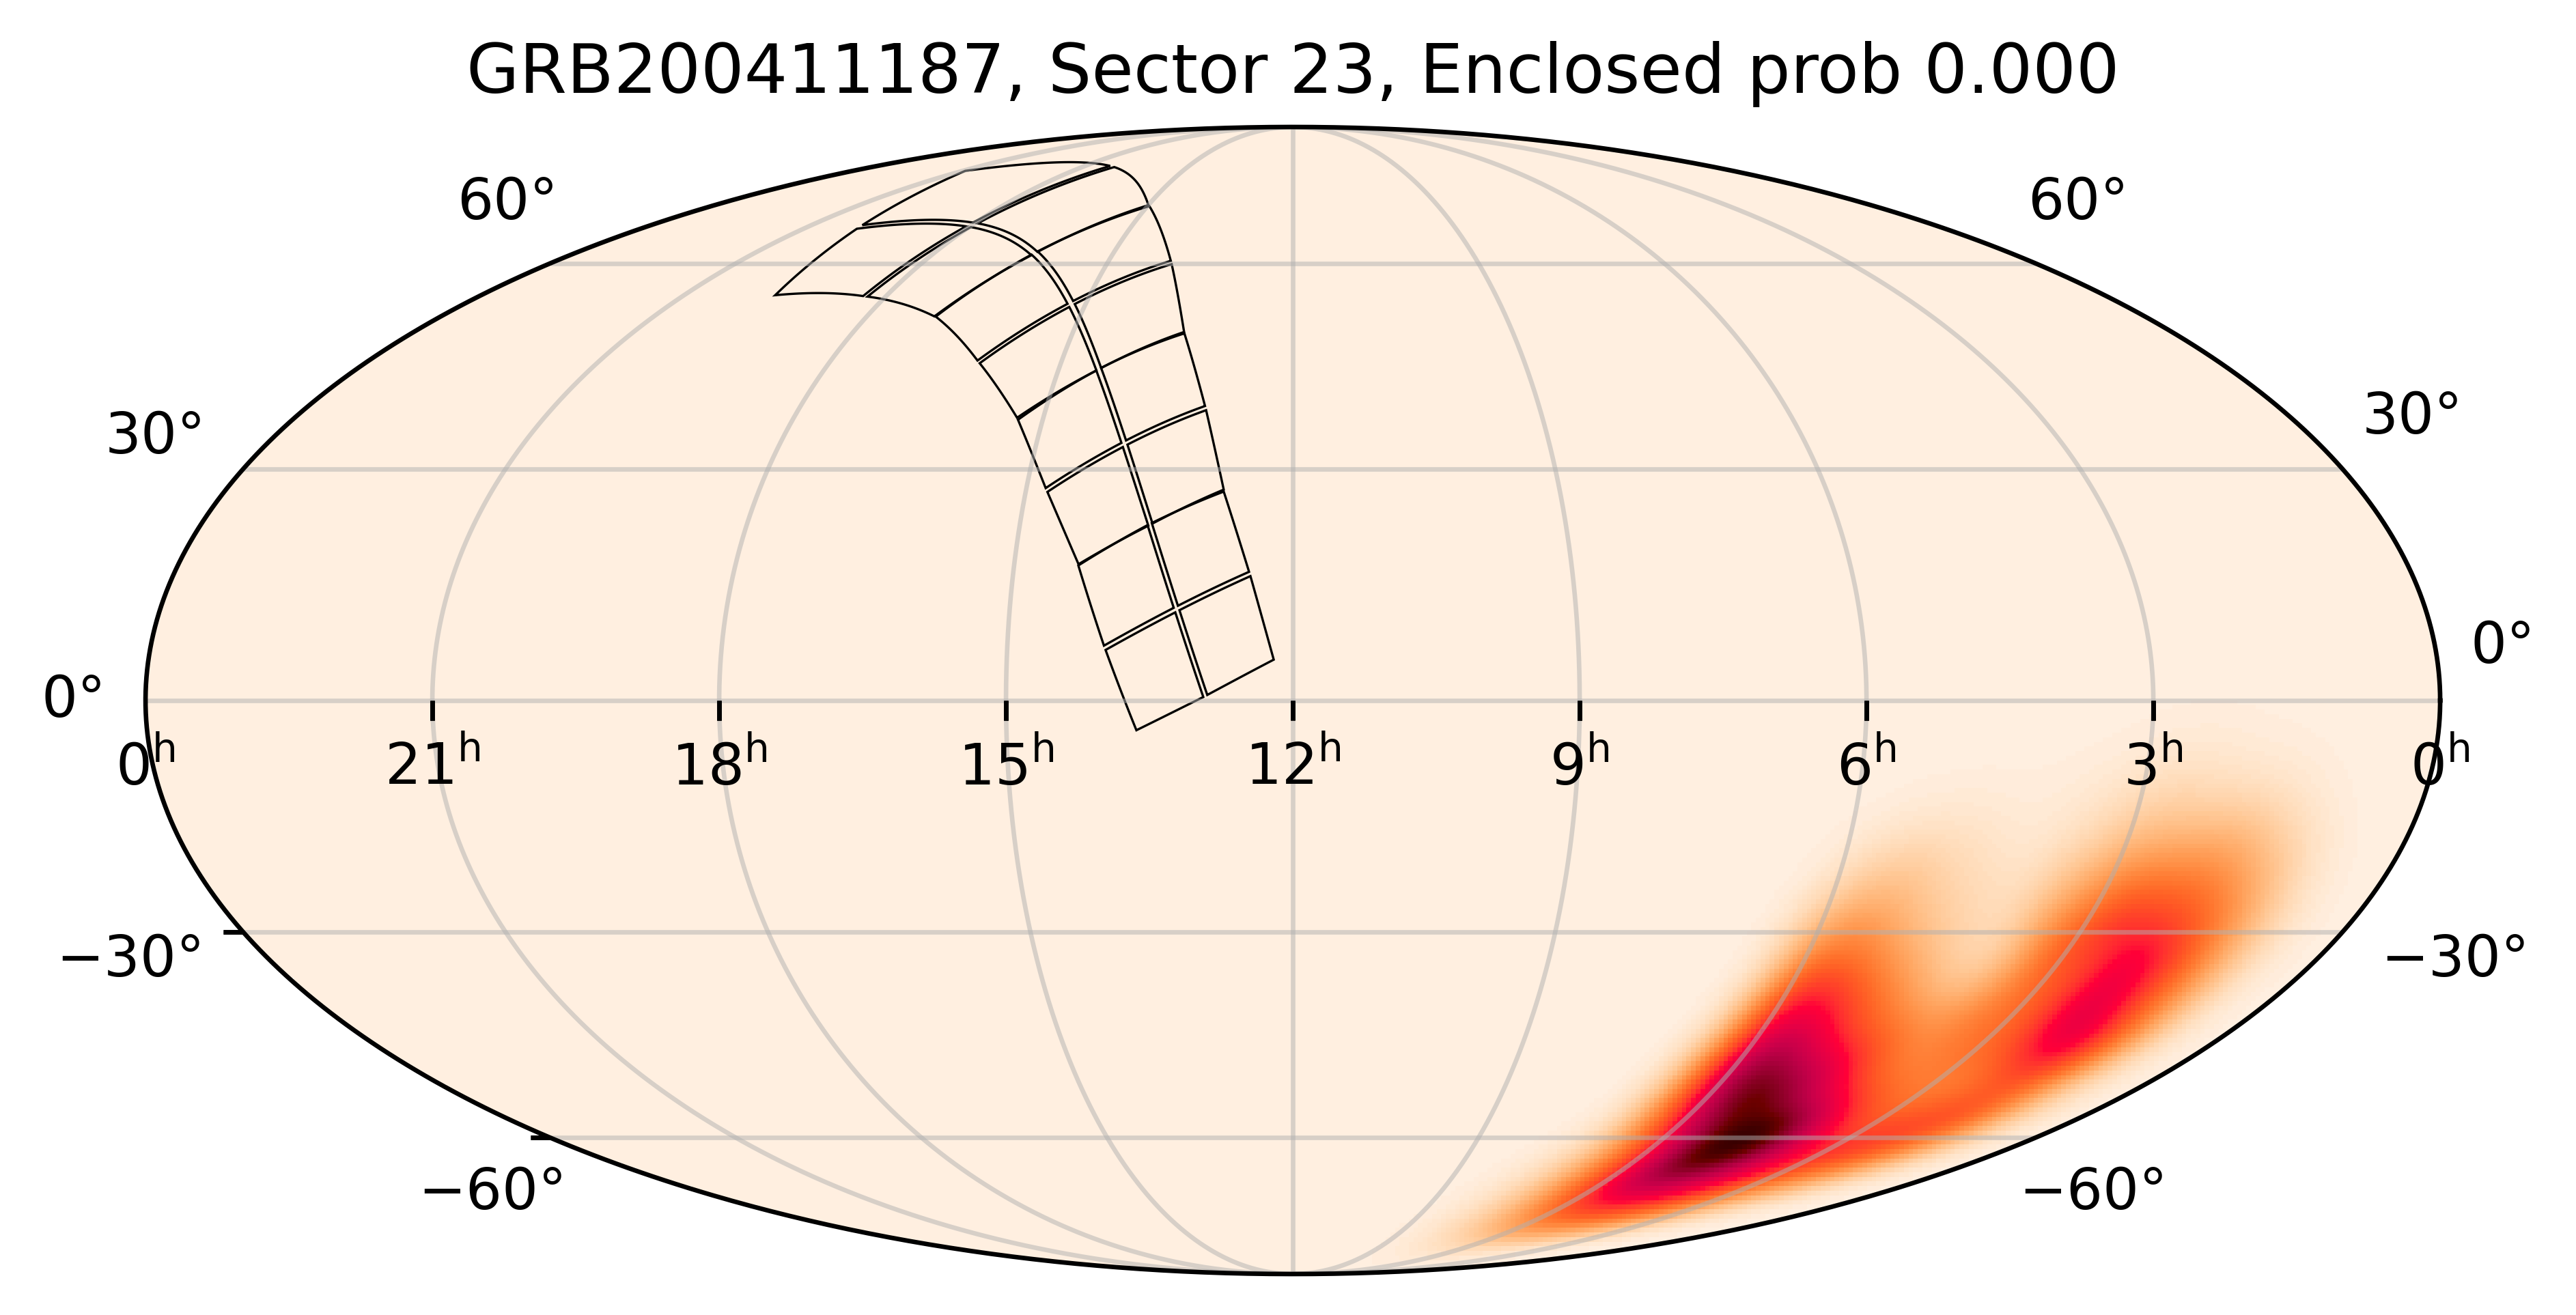 GRB200411187, Sector 23, Enclosed prob 0.000
60° 60°
30° 30°
0° 0°
0h 21h 18h 15h 12h 9h 6h 3h 0h
−30° −30°
−60° −60°